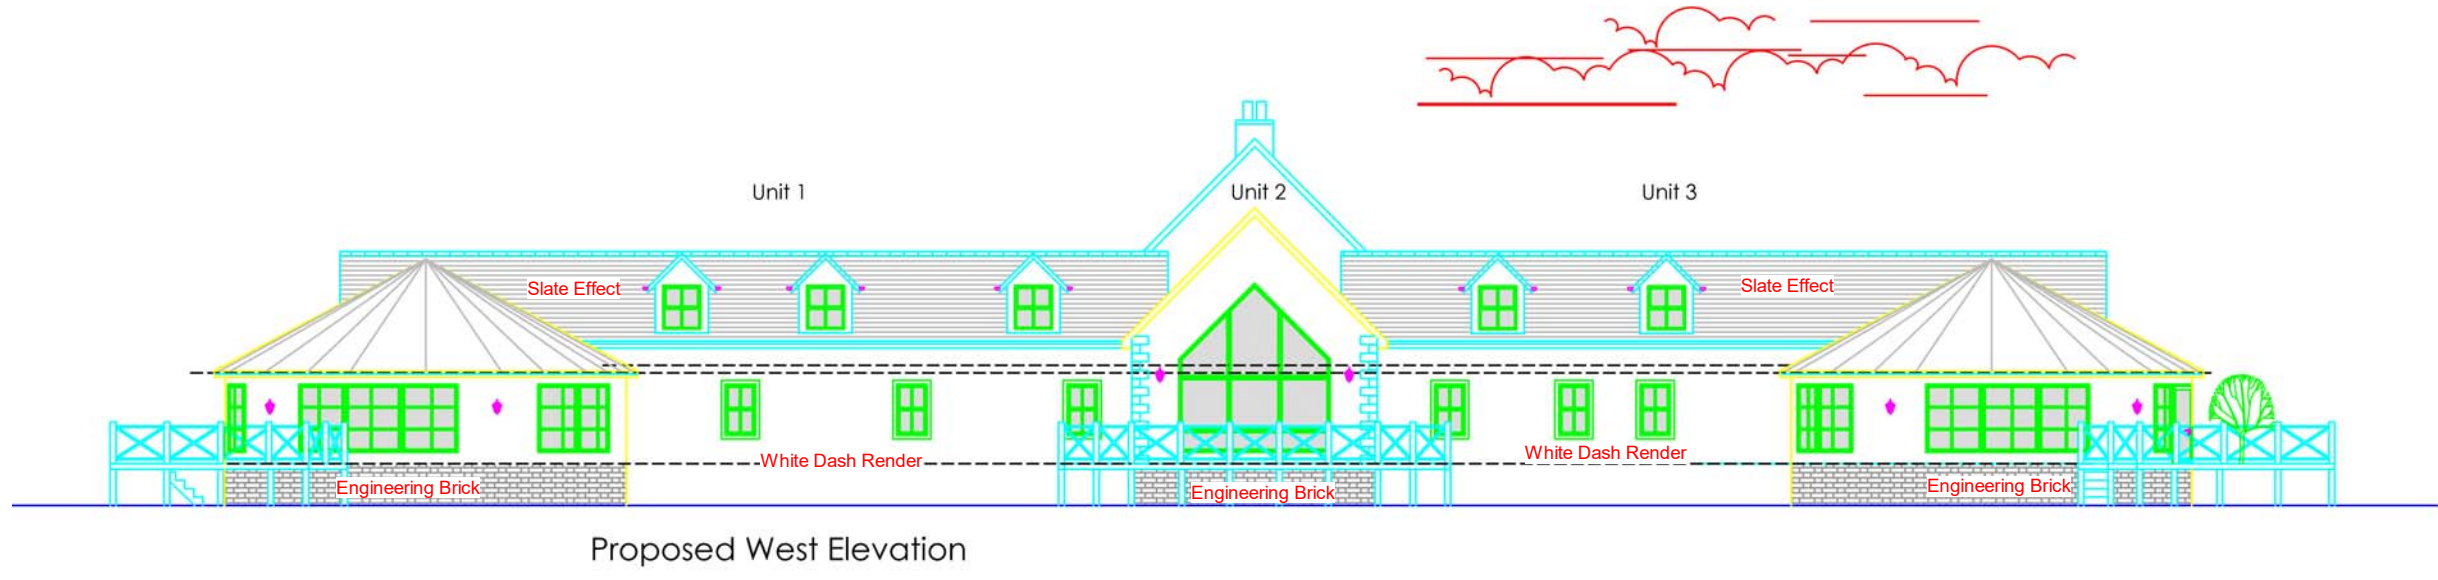 Unit 1
Unit 2
Unit 3
Slate Effect
Slate Effect
White Dash Render
White Dash Render
Engineering Brick
Engineering Brick
Engineering Brick
Proposed West Elevation